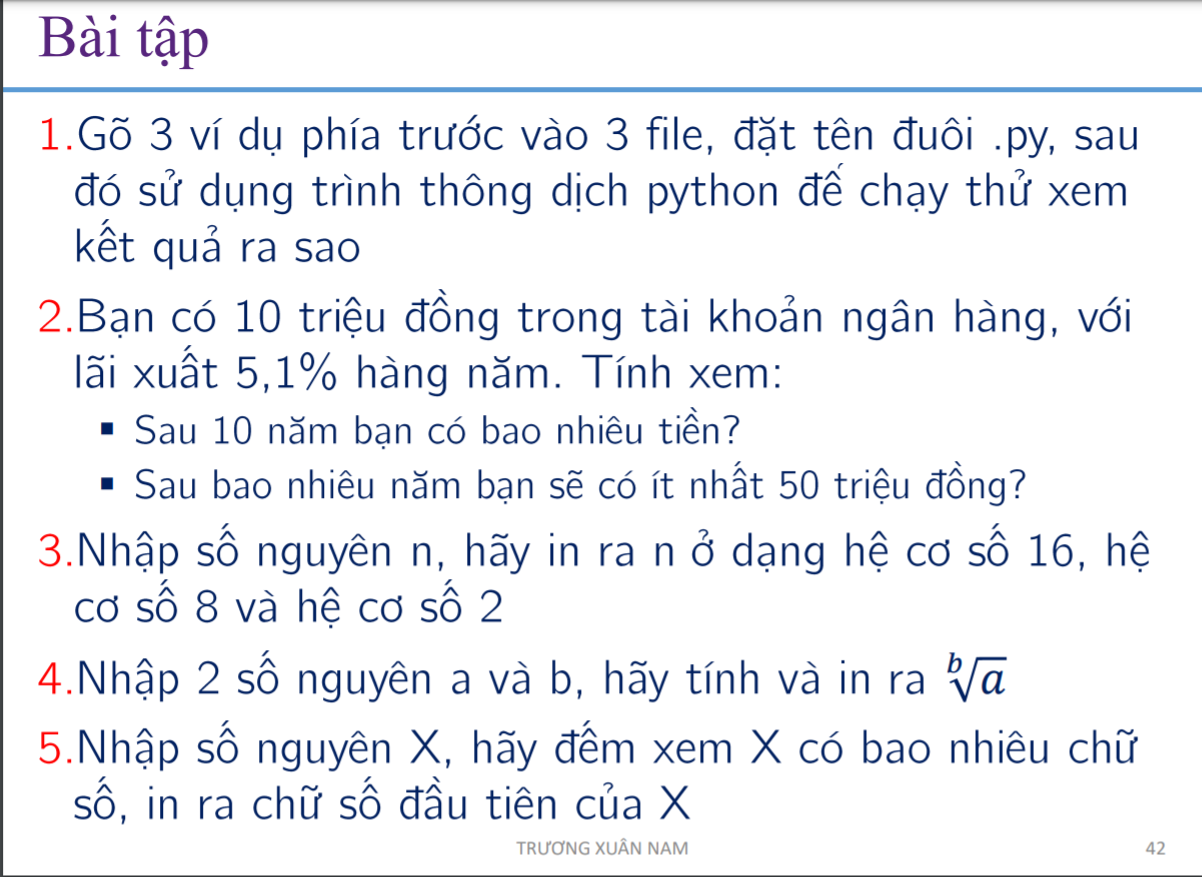 Bài tập
1.Gõ 3 ví dụ phía trước vào 3 file, đặt tên đuôi .py, sau
đó sử dụng trình thông dịch python để chạy thử xem
kết quả ra sao
2.Bạn có 10 triệu đồng trong tài khoản ngân hàng, với
lãi xuất 5,1% hàng năm. Tính xem:
▪ Sau 10 năm bạn có bao nhiêu tiền?
▪ Sau bao nhiêu năm bạn sẽ có ít nhất 50 triệu đồng?
3.Nhập số nguyên n, hãy in ra n ở dạng hệ cơ số 16, hệ
cơ số 8 và hệ cơ số 2
4.Nhập 2 số nguyên a và b, hãy tính và in ra $\sqrt[b]{a}$
5.Nhập số nguyên X, hãy đếm xem X có bao nhiêu chữ
số, in ra chữ số đầu tiên của X
TRƯƠNG XUÂN NAM 42